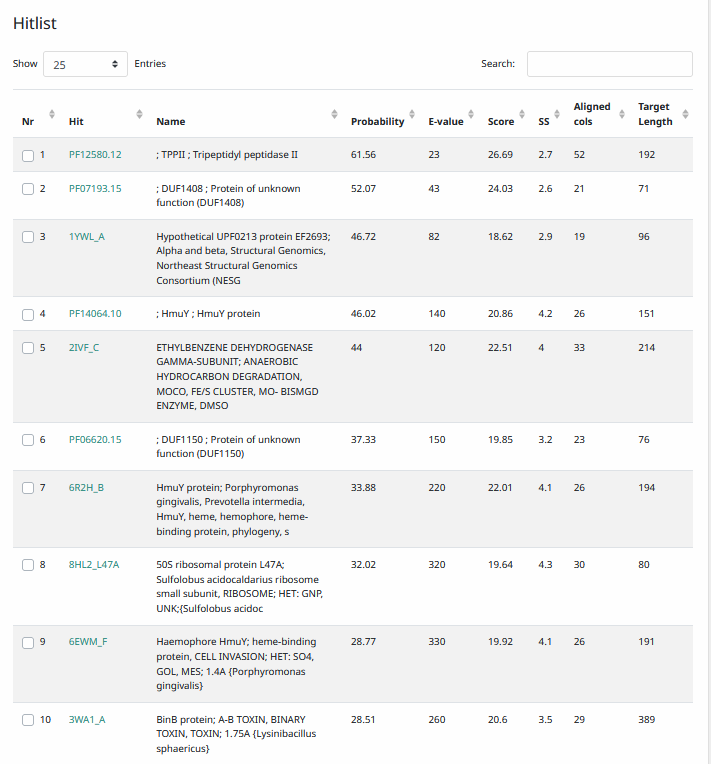 Hitlist
Show 25 Entries Search:
Nr Hit Name Probability E-value Score SS Aligned cols Target Length
1 PF12580.12 ; TPPII ; Tripeptidyl peptidase II 61.56 23 26.69 2.7 52 192
2 PF07193.15 ; DUF1408 ; Protein of unknown 52.07 43 24.03 2.6 21 71
function (DUF1408)
3 1YWL_A Hypothetical UPF0213 protein EF2693; 46.72 82 18.62 2.9 19 96
Alpha and beta, Structural Genomics,
Northeast Structural Genomics
Consortium (NESG
4 PF14064.10 ; HmuY ; HmuY protein 46.02 140 20.86 4.2 26 151
5 2IVF_C ETHYLBENZENE DEHYDROGENASE 44 120 22.51 4 33 214
GAMMA-SUBUNIT; ANAEROBIC
HYDROCARBON DEGRADATION,
MOCO, FE/S CLUSTER, MO- BISMGD
ENZYME, DMSO
6 PF06620.15 ; DUF1150 ; Protein of unknown 37.33 150 19.85 3.2 23 76
function (DUF1150)
7 6R2H_B HmuY protein; Porphyromonas 33.88 220 22.01 4.1 26 194
gingivalis, Prevotella intermedia,
HmuY, heme, hemophore, heme-
binding protein, phylogeny, s
8 8HL2_L47A 50S ribosomal protein L47A; 32.02 320 19.64 4.3 30 80
Sulfolobus acidocaldarius ribosome
small subunit, RIBOSOME; HET: GNP,
UNK;{Sulfolobus acidoc
9 6EWM_F Haemophore HmuY; heme-binding 28.77 330 19.92 4.1 26 191
protein, CELL INVASION; HET: SO4,
GOL, MES; 1.4A {Porphyromonas
gingivalis}
10 3WA1_A BinB protein; A-B TOXIN, BINARY 28.51 260 20.6 3.5 29 389
TOXIN, TOXIN; 1.75A {Lysinibacillus
sphaericus}